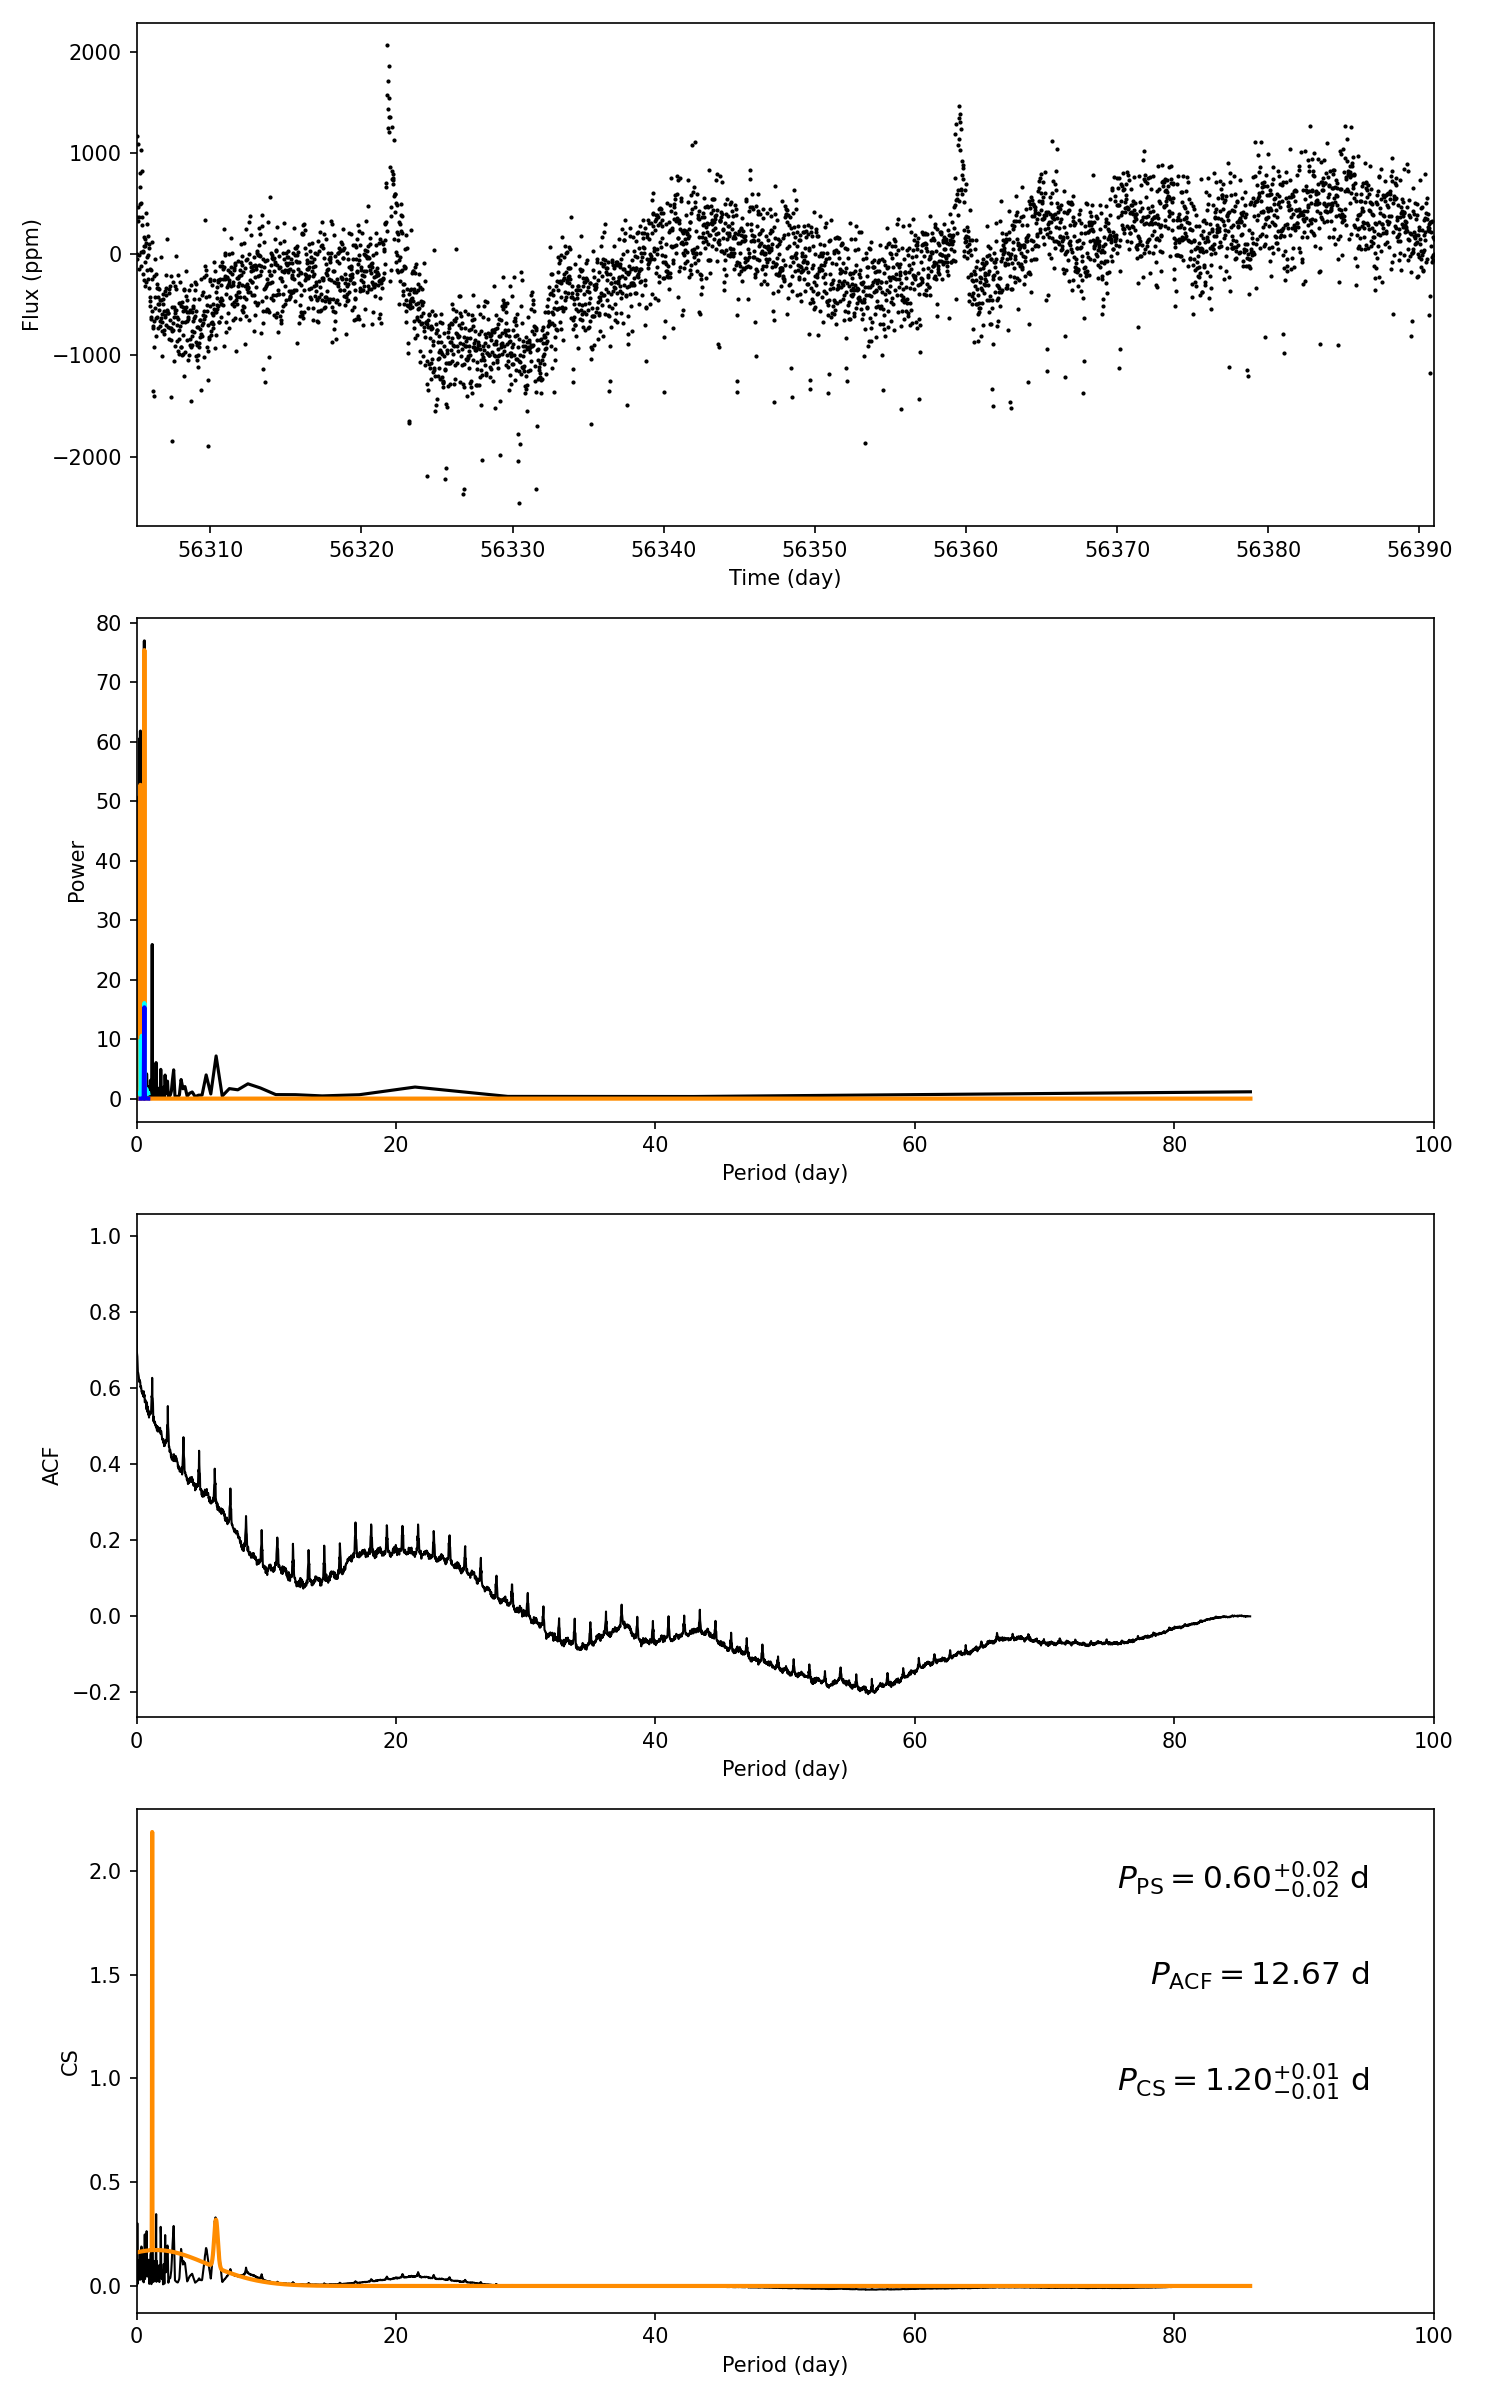 2000
1000
0
−1000
−2000
Flux (ppm)
56310 56320 56330 56340 56350 56360 56370 56380 56390
Time (day)
80
70
60
50
40
30
20
10
0
Power
0 20 40 60 80 100
Period (day)
1.0
0.8
0.6
0.4
0.2
0.0
−0.2
ACF
0 20 40 60 80 100
Period (day)
2.0
1.5
1.0
0.5
0.0
CS
P_PS = 0.60 +0.02 −0.02 d
P_ACF = 12.67 d
P_CS = 1.20 +0.01 −0.01 d
0 20 40 60 80 100
Period (day)